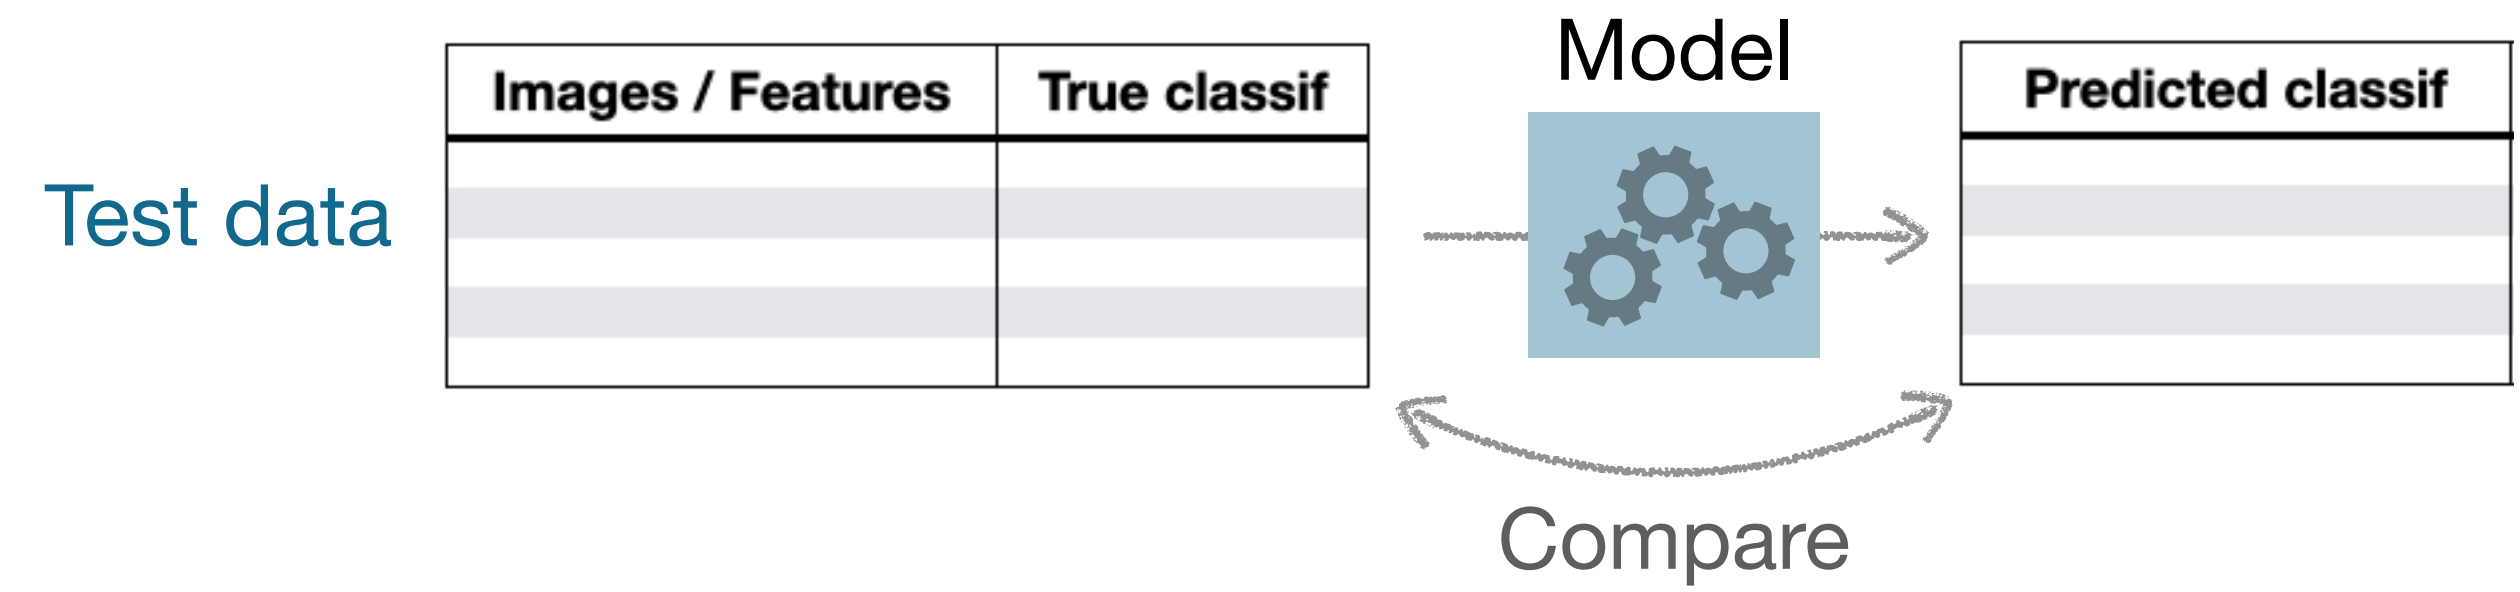 Model
Images / Features
True classif
Predicted classif
Test data
Compare